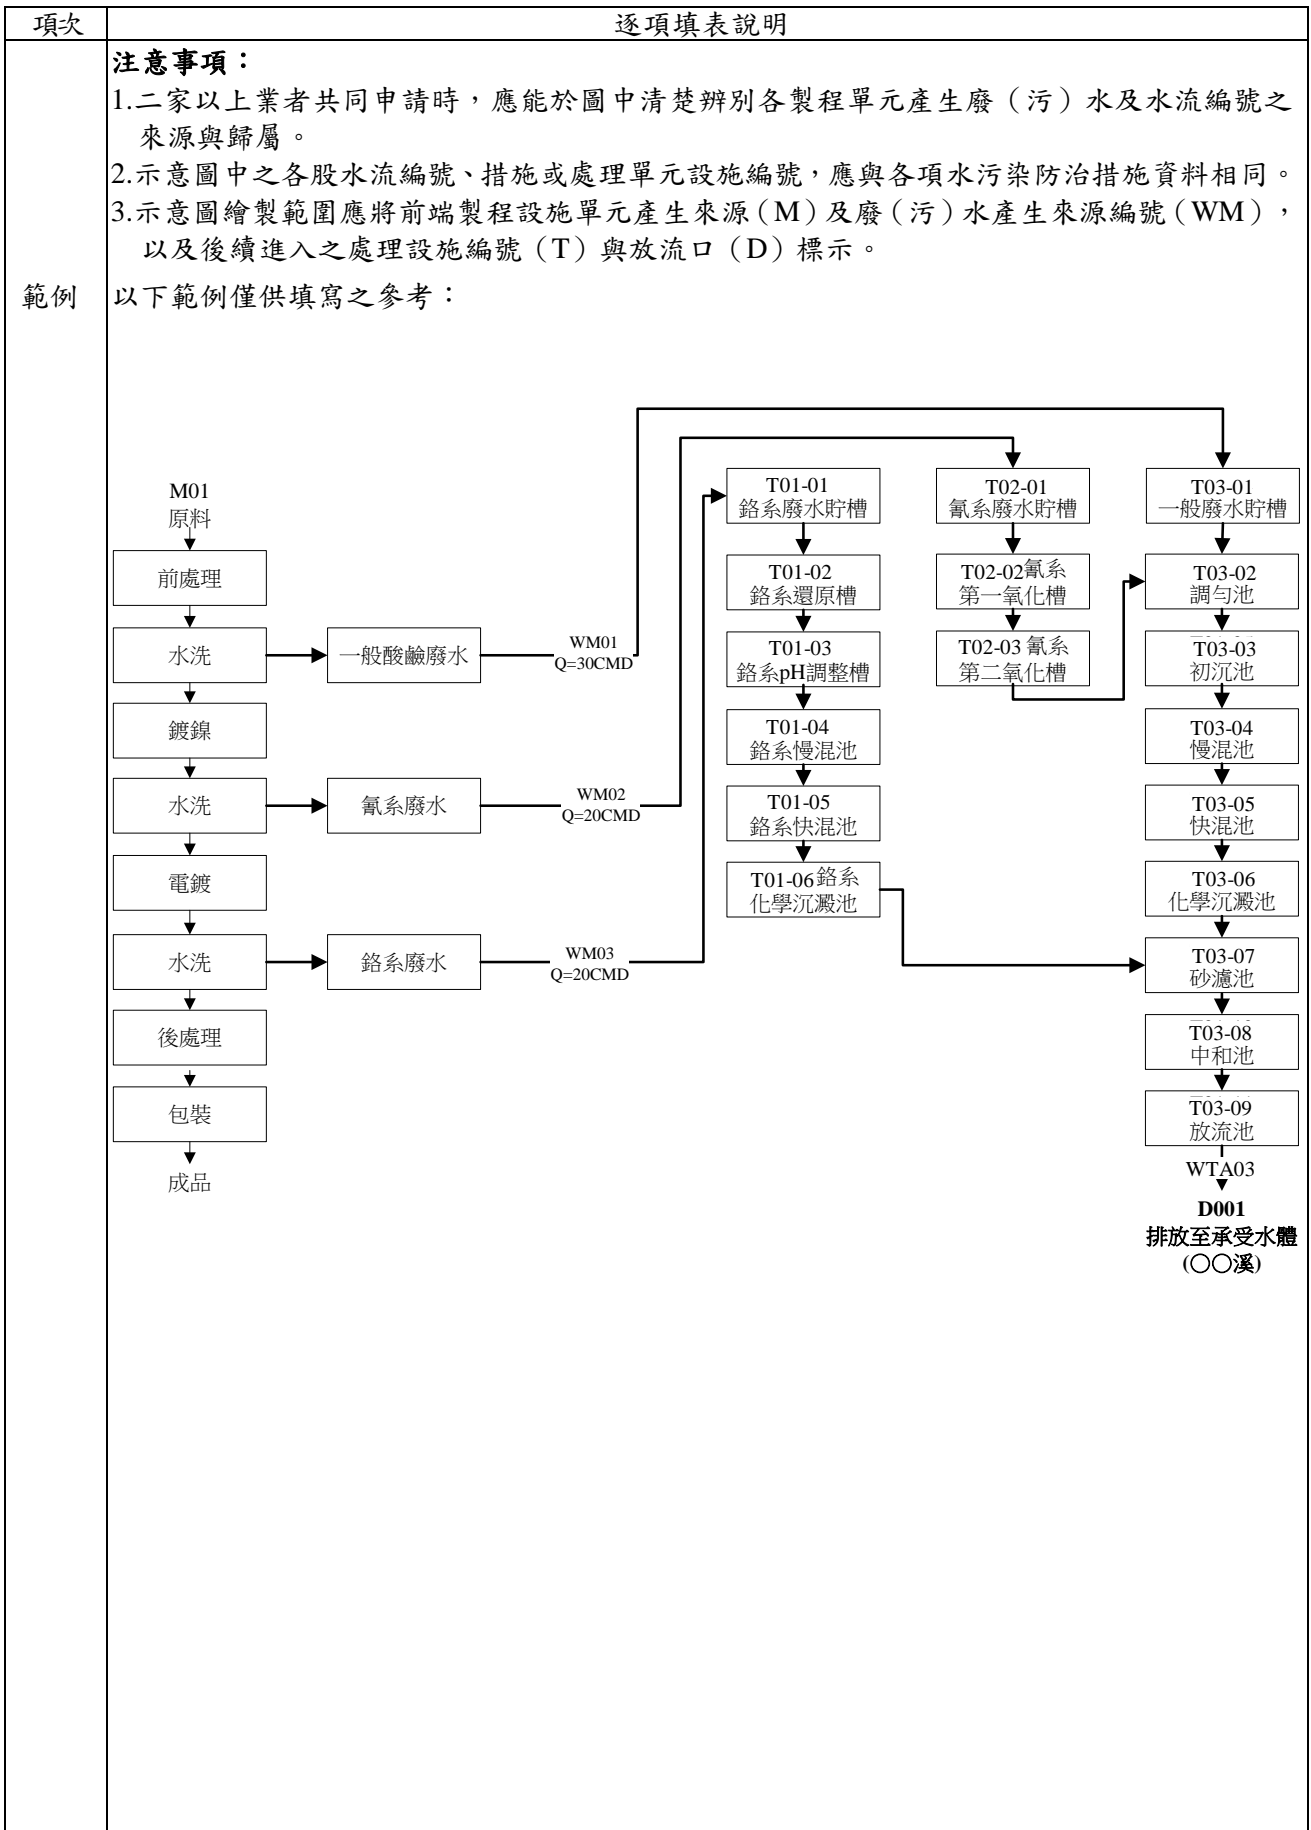 項次
逐項填表說明
注意事項：
1.二家以上業者共同申請時，應能於圖中清楚辨別各製程單元產生廢（污）水及水流編號之
來源與歸屬。
2.示意圖中之各股水流編號、措施或處理單元設施編號，應與各項水污染防治措施資料相同。
3.示意圖繪製範圍應將前端製程設施單元產生來源（M）及廢（污）水產生來源編號（WM），
以及後續進入之處理設施編號（T）與放流口（D）標示。
範例
以下範例僅供填寫之參考：
M01
原料
前處理
水洗
鍍鎳
水洗
電鍍
水洗
後處理
包裝
成品
一般酸鹼廢水
氰系廢水
鉻系廢水
WM01
Q=30CMD
WM02
Q=20CMD
WM03
Q=20CMD
T01-01
鉻系廢水貯槽
T01-02
鉻系還原槽
T01-03
鉻系pH調整槽
T01-04
鉻系慢混池
T01-05
鉻系快混池
T01-06鉻系
化學沉澱池
T02-01
氰系廢水貯槽
T02-02氰系
第一氧化槽
T02-03 氰系
第二氧化槽
T03-01
一般廢水貯槽
T03-02
調勻池
T03-03
初沉池
T03-04
慢混池
T03-05
快混池
T03-06
化學沉澱池
T03-07
砂濾池
T03-08
中和池
T03-09
放流池
WTA03
D001
排放至承受水體
(○○溪)